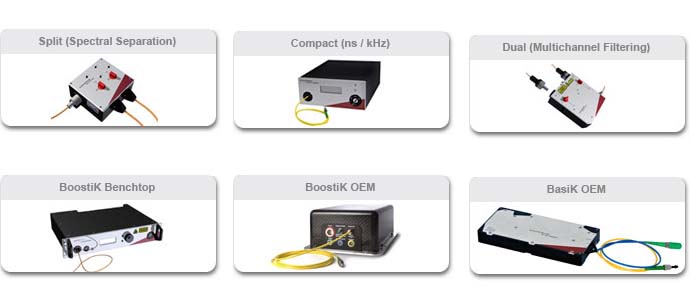 Split (Spectral Separation)
Compact (ns / kHz)
Dual (Multichannel Filtering)
BoostiK Benchtop
BoostiK OEM
BasiK OEM